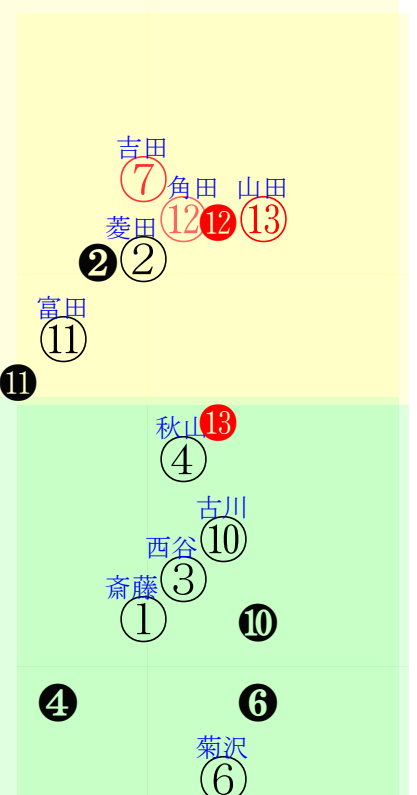 吉田
⑦
角田
山田
⑫
⓬
⑬
菱田
❷
②
富田
⑪
⓫
秋山
⓭
④
古川
⑩
西谷
③
斎藤
①
❿
❹
❻
菊沢
⑥